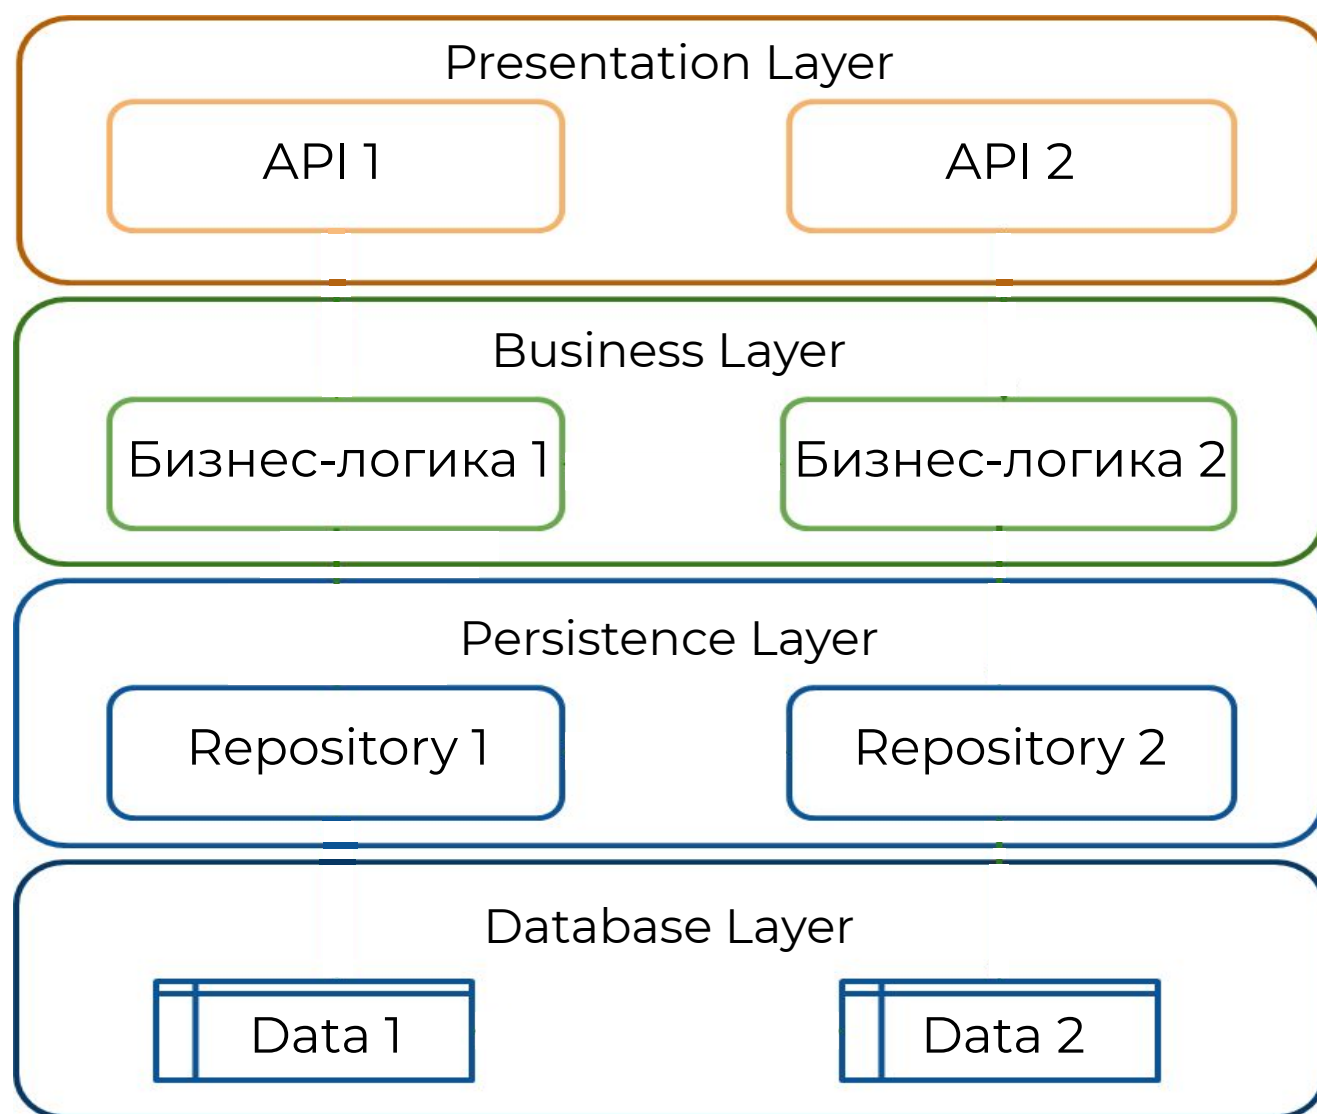 Presentation Layer
API 1
API 2
Business Layer
Бизнес-логика 1
Бизнес-логика 2
Persistence Layer
Repository 1
Repository 2
Database Layer
Data 1
Data 2